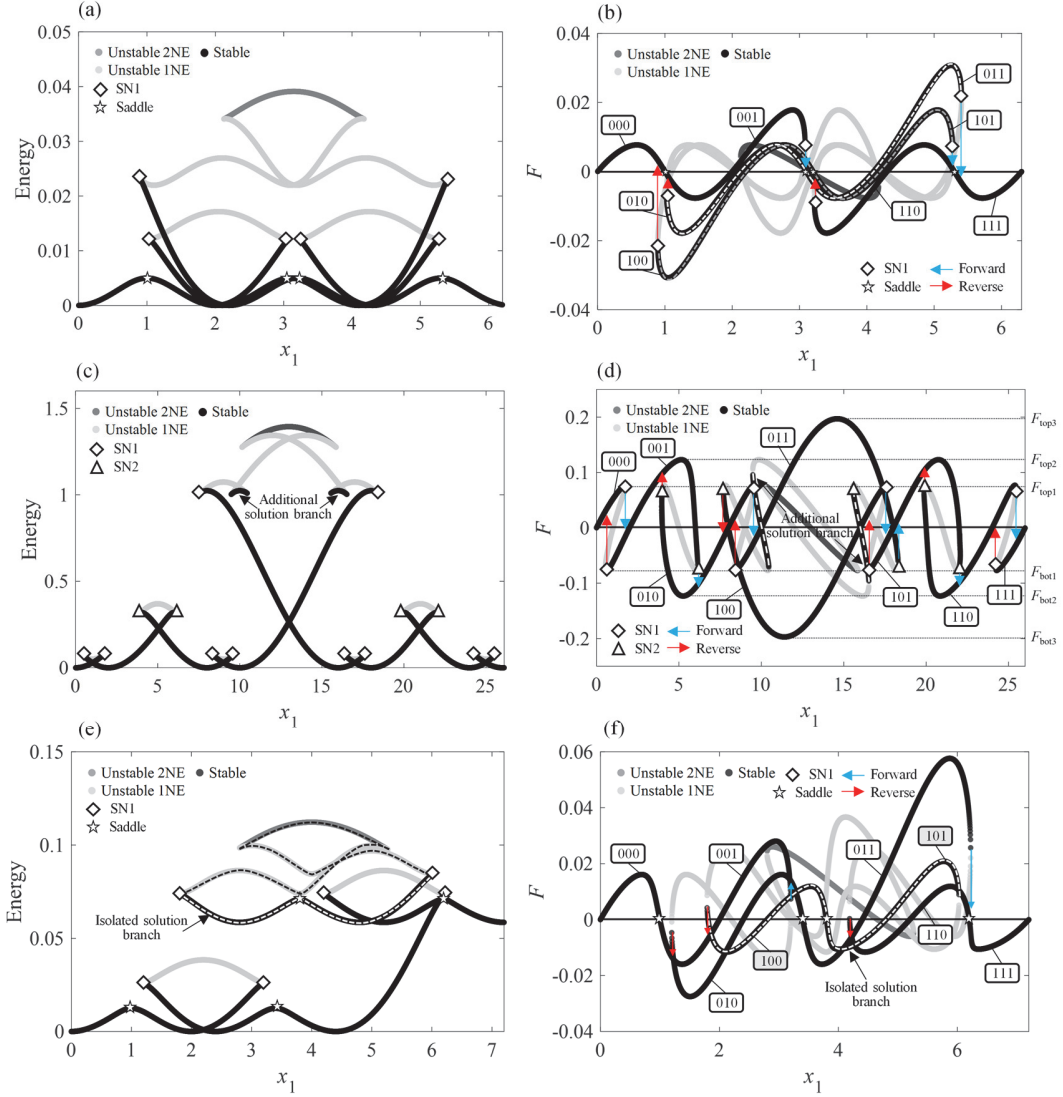 (a)
0.05
0.04
0.03
0.02
0.01
0
Energy
Unstable 2NE Stable
Unstable 1NE
SN1
Saddle
0 1 2 3 4 5 6
x1
(b)
0.04
0.02
0
-0.02
-0.04
F
Unstable 2NE Stable
Unstable 1NE
000
001
011
101
010
100
110
111
SN1 Forward
Saddle Reverse
0 1 2 3 4 5 6
x1
(c)
1.5
1
0.5
0
Energy
Unstable 2NE Stable
Unstable 1NE
SN1
SN2
Additional
solution branch
0 5 10 15 20 25
x1
(d)
0.2
0.1
0
-0.1
-0.2
F
Unstable 2NE Stable
Unstable 1NE
000
001
011
Ftop3
Ftop2
Ftop1
Additional
solution branch
Fbot1
Fbot2
Fbot3
010
100
101
110
111
SN1 Forward
SN2 Reverse
0 5 10 15 20 25
x1
(e)
0.15
0.1
0.05
0
Energy
Unstable 2NE Stable
Unstable 1NE
SN1
Saddle
Isolated solution
branch
0 1 2 3 4 5 6 7
x1
(f)
0.06
0.04
0.02
0
-0.02
-0.04
F
Unstable 2NE Stable SN1 Forward
Unstable 1NE Saddle Reverse
000
001
011
101
100
010
110
111
Isolated solution
branch
0 2 4 6
x1